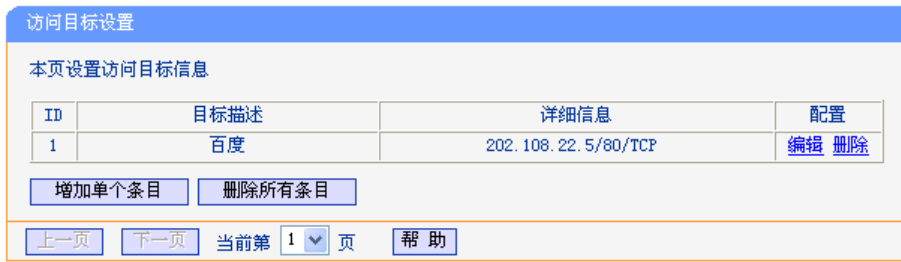 访问目标设置
本页设置访问目标信息
ID 目标描述 详细信息 配置
1 百度 202.108.22.5/80/TCP 编辑 删除
增加单个条目 删除所有条目
上一页 下一页 当前第 1 页 帮 助